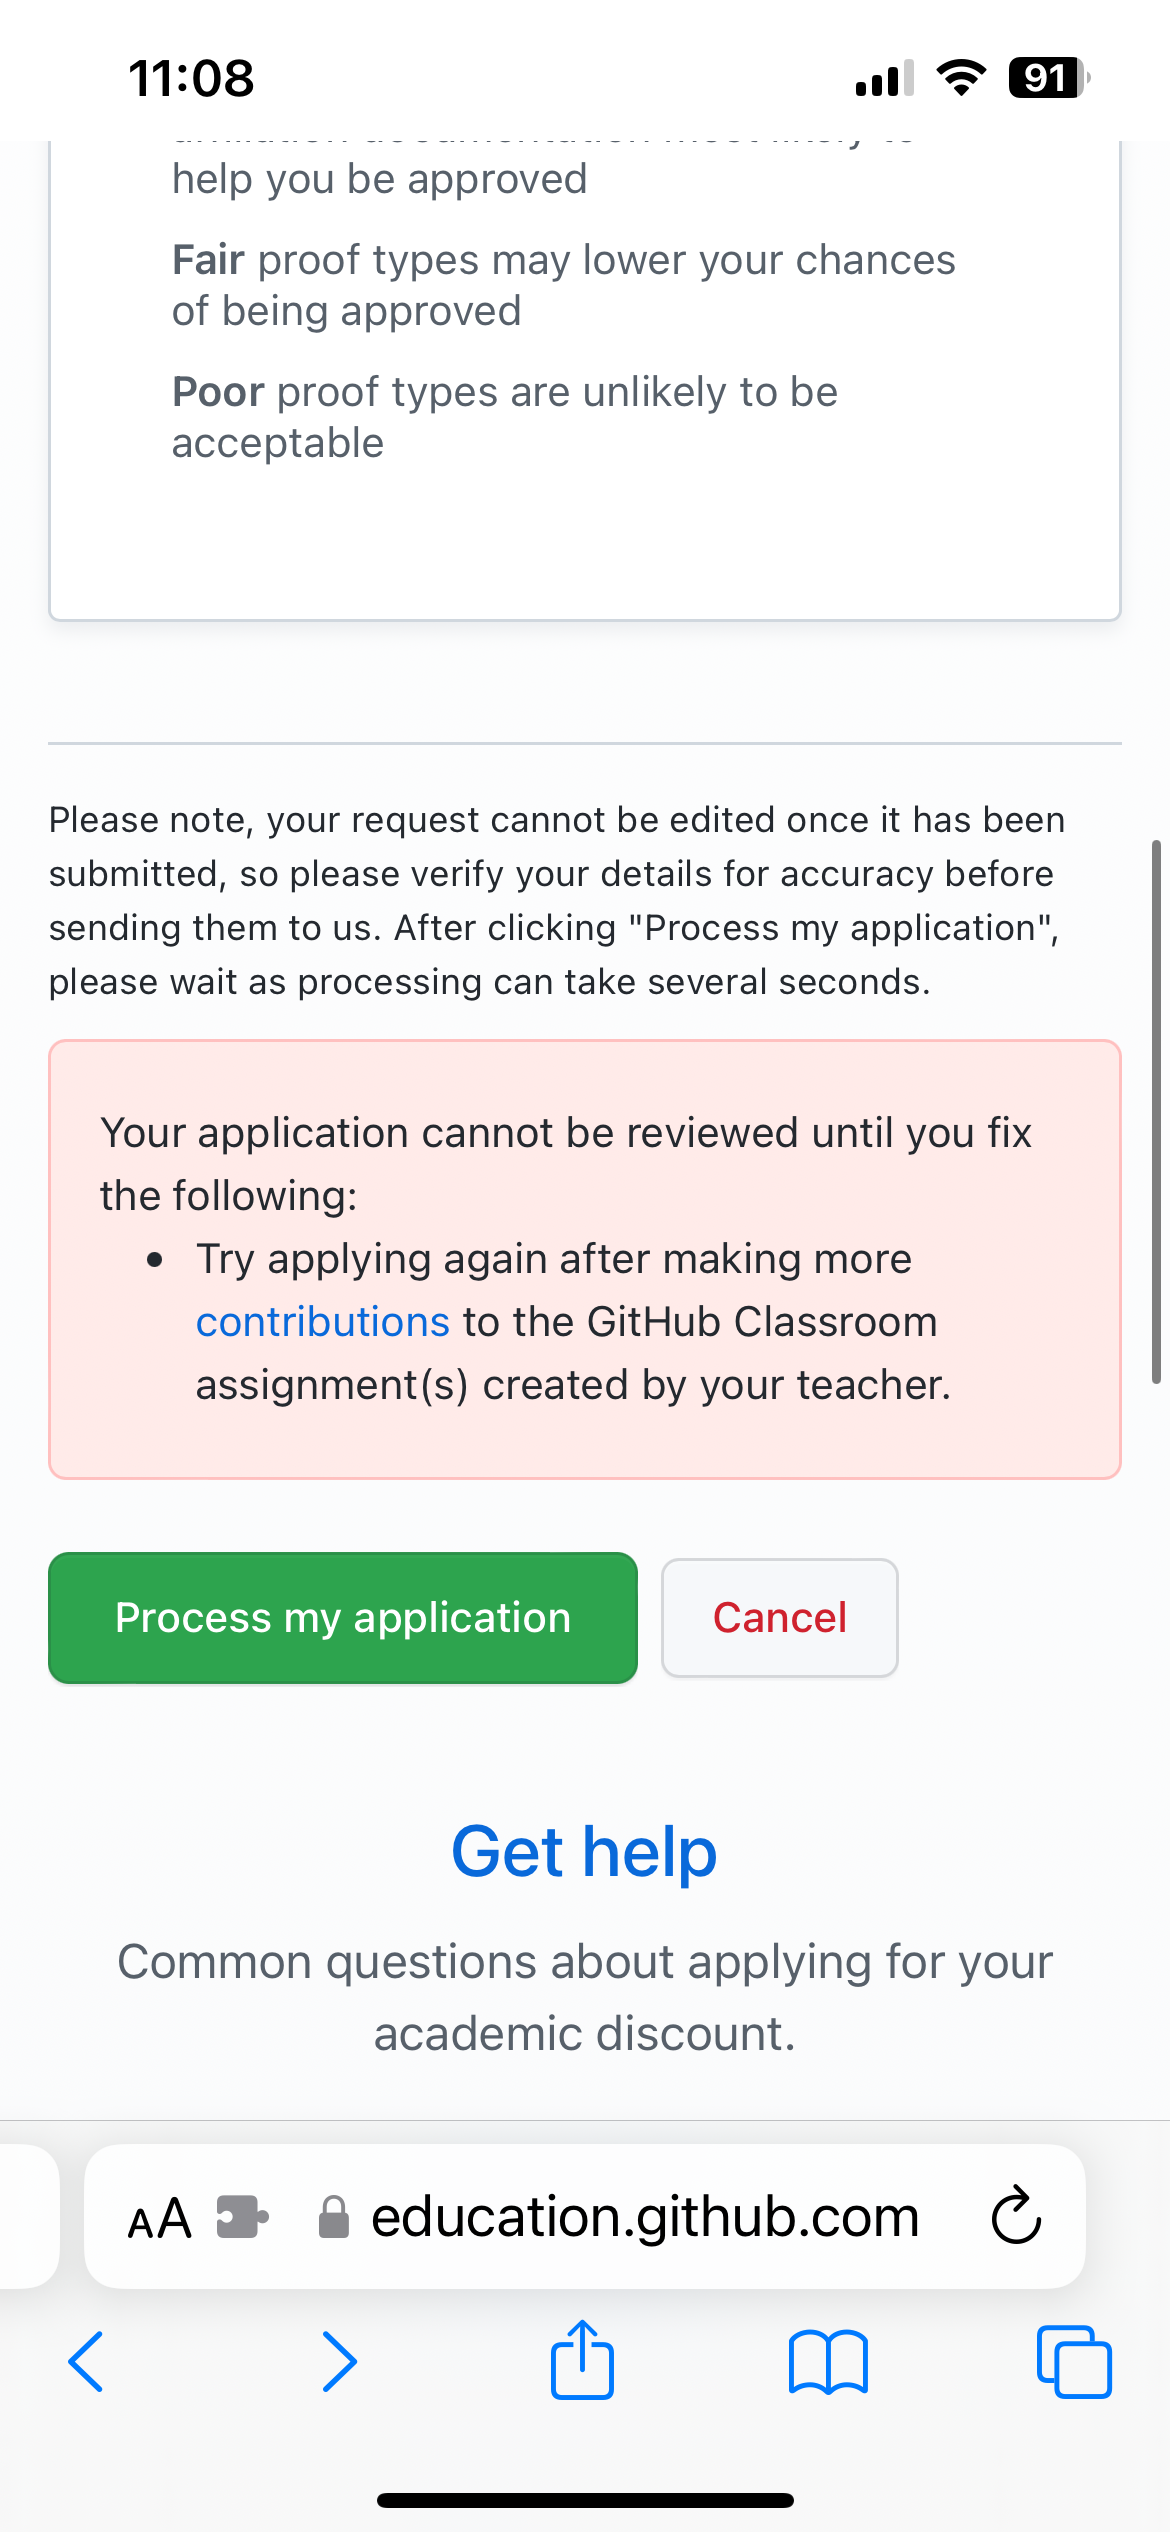 11:08
91
help you be approved
Fair proof types may lower your chances
of being approved
Poor proof types are unlikely to be
acceptable
Please note, your request cannot be edited once it has been
submitted, so please verify your details for accuracy before
sending them to us. After clicking "Process my application",
please wait as processing can take several seconds.
Your application cannot be reviewed until you fix
the following:
• Try applying again after making more
contributions to the GitHub Classroom
assignment(s) created by your teacher.
Process my application
Cancel
Get help
Common questions about applying for your
academic discount.
AA education.github.com